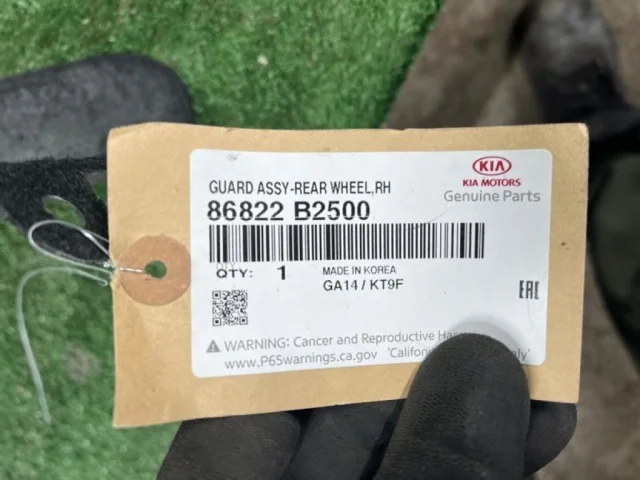 KIA
KIA MOTORS
Genuine Parts
GUARD ASSY-REAR WHEEL,RH
86822 B2500
QTY: 1
MADE IN KOREA
GA14 / KT9F
EAC
WARNING: Cancer and Reproductive
www.P65warnings.ca.gov